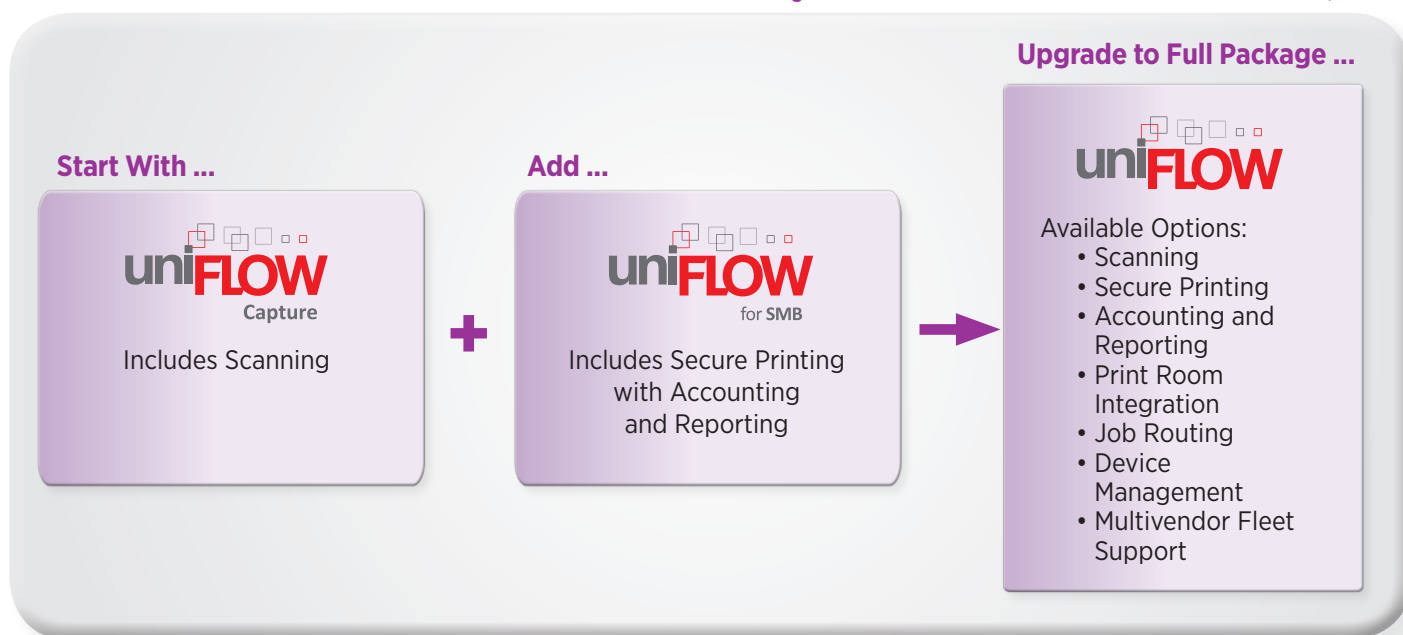 Start With ...
uniFLOW
Capture
Includes Scanning
Add ...
uniFLOW
for SMB
Includes Secure Printing
with Accounting
and Reporting
Upgrade to Full Package ...
uniFLOW
Available Options:
• Scanning
• Secure Printing
• Accounting and
Reporting
• Print Room
Integration
• Job Routing
• Device
Management
• Multivendor Fleet
Support